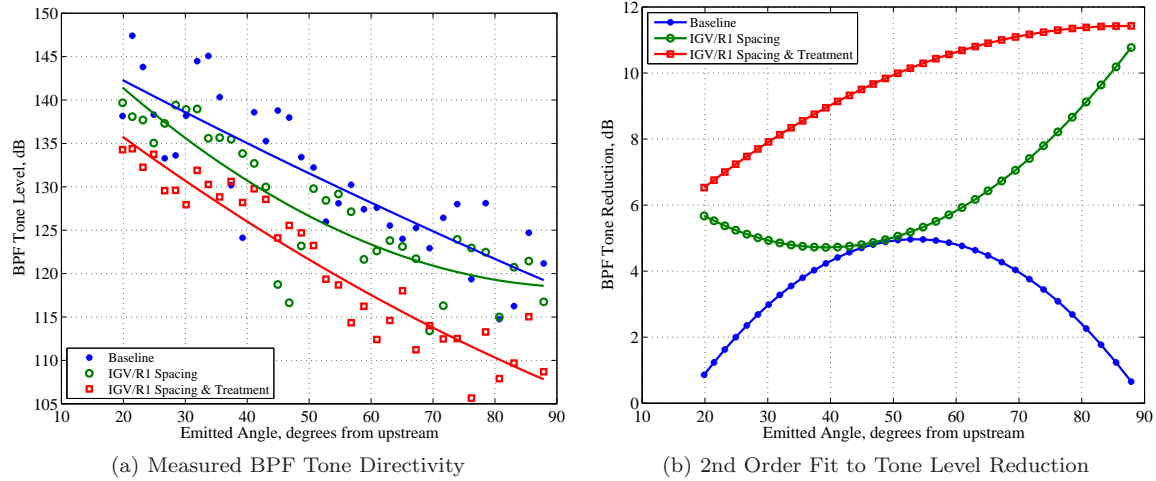 150
145
140
135
130
125
120
115
110
105
BPF Tone Level, dB
Baseline
IGV/R1 Spacing
IGV/R1 Spacing & Treatment
10 20 30 40 50 60 70 80 90
Emitted Angle, degrees from upstream
(a) Measured BPF Tone Directivity
12
10
8
6
4
2
0
BPF Tone Reduction, dB
Baseline
IGV/R1 Spacing
IGV/R1 Spacing & Treatment
10 20 30 40 50 60 70 80 90
Emitted Angle, degrees from upstream
(b) 2nd Order Fit to Tone Level Reduction